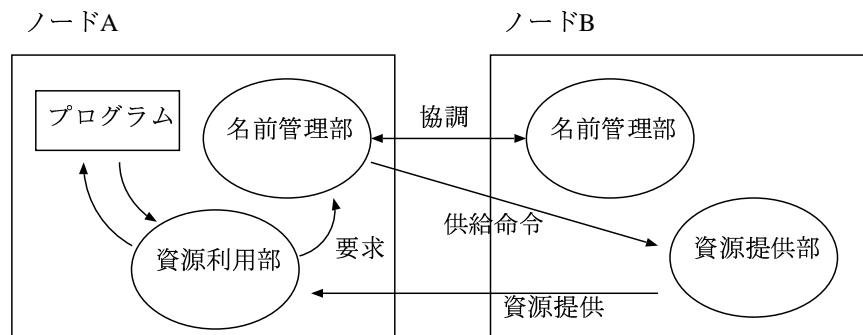 ノードA
ノードB
プログラム
名前管理部
協調
名前管理部
供給命令
資源利用部
要求
資源提供部
資源提供